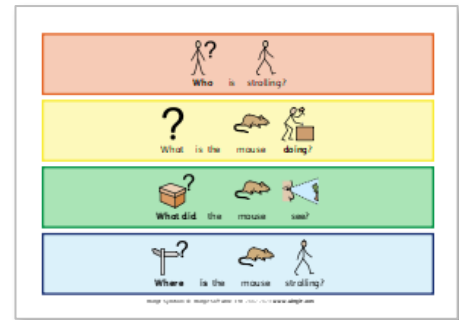 Who is strolling?
What is the mouse doing?
What did the mouse see?
Where is the mouse strolling?